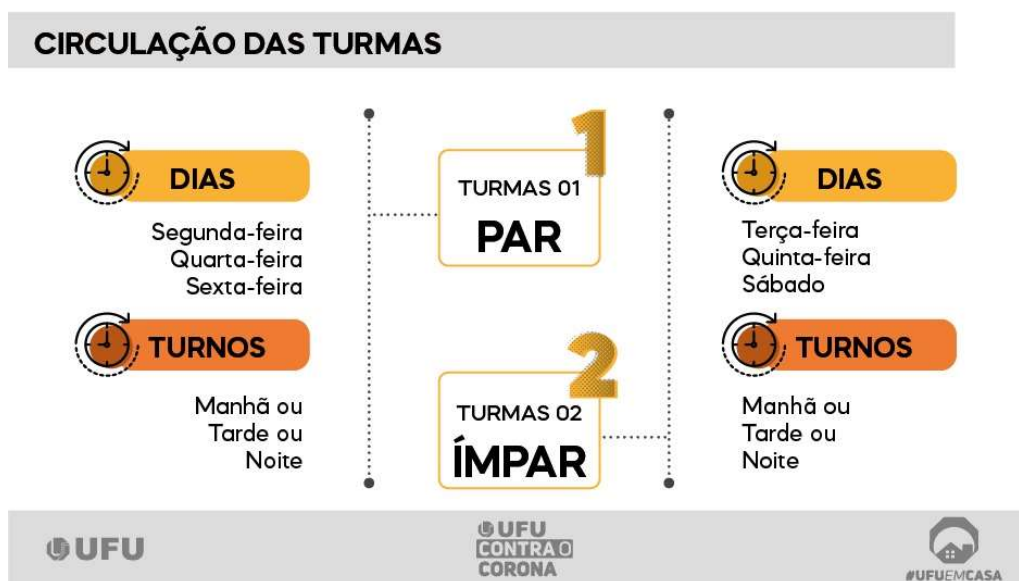 CIRCULAÇÃO DAS TURMAS
DIAS
Segunda-feira
Quarta-feira
Sexta-feira
TURNOS
Manhã ou
Tarde ou
Noite
1
TURMAS 01
PAR
2
TURMAS 02
ÍMPAR
DIAS
Terça-feira
Quinta-feira
Sábado
TURNOS
Manhã ou
Tarde ou
Noite
UFU
UFU
CONTRA O
CORONA
#UFUEMCASA